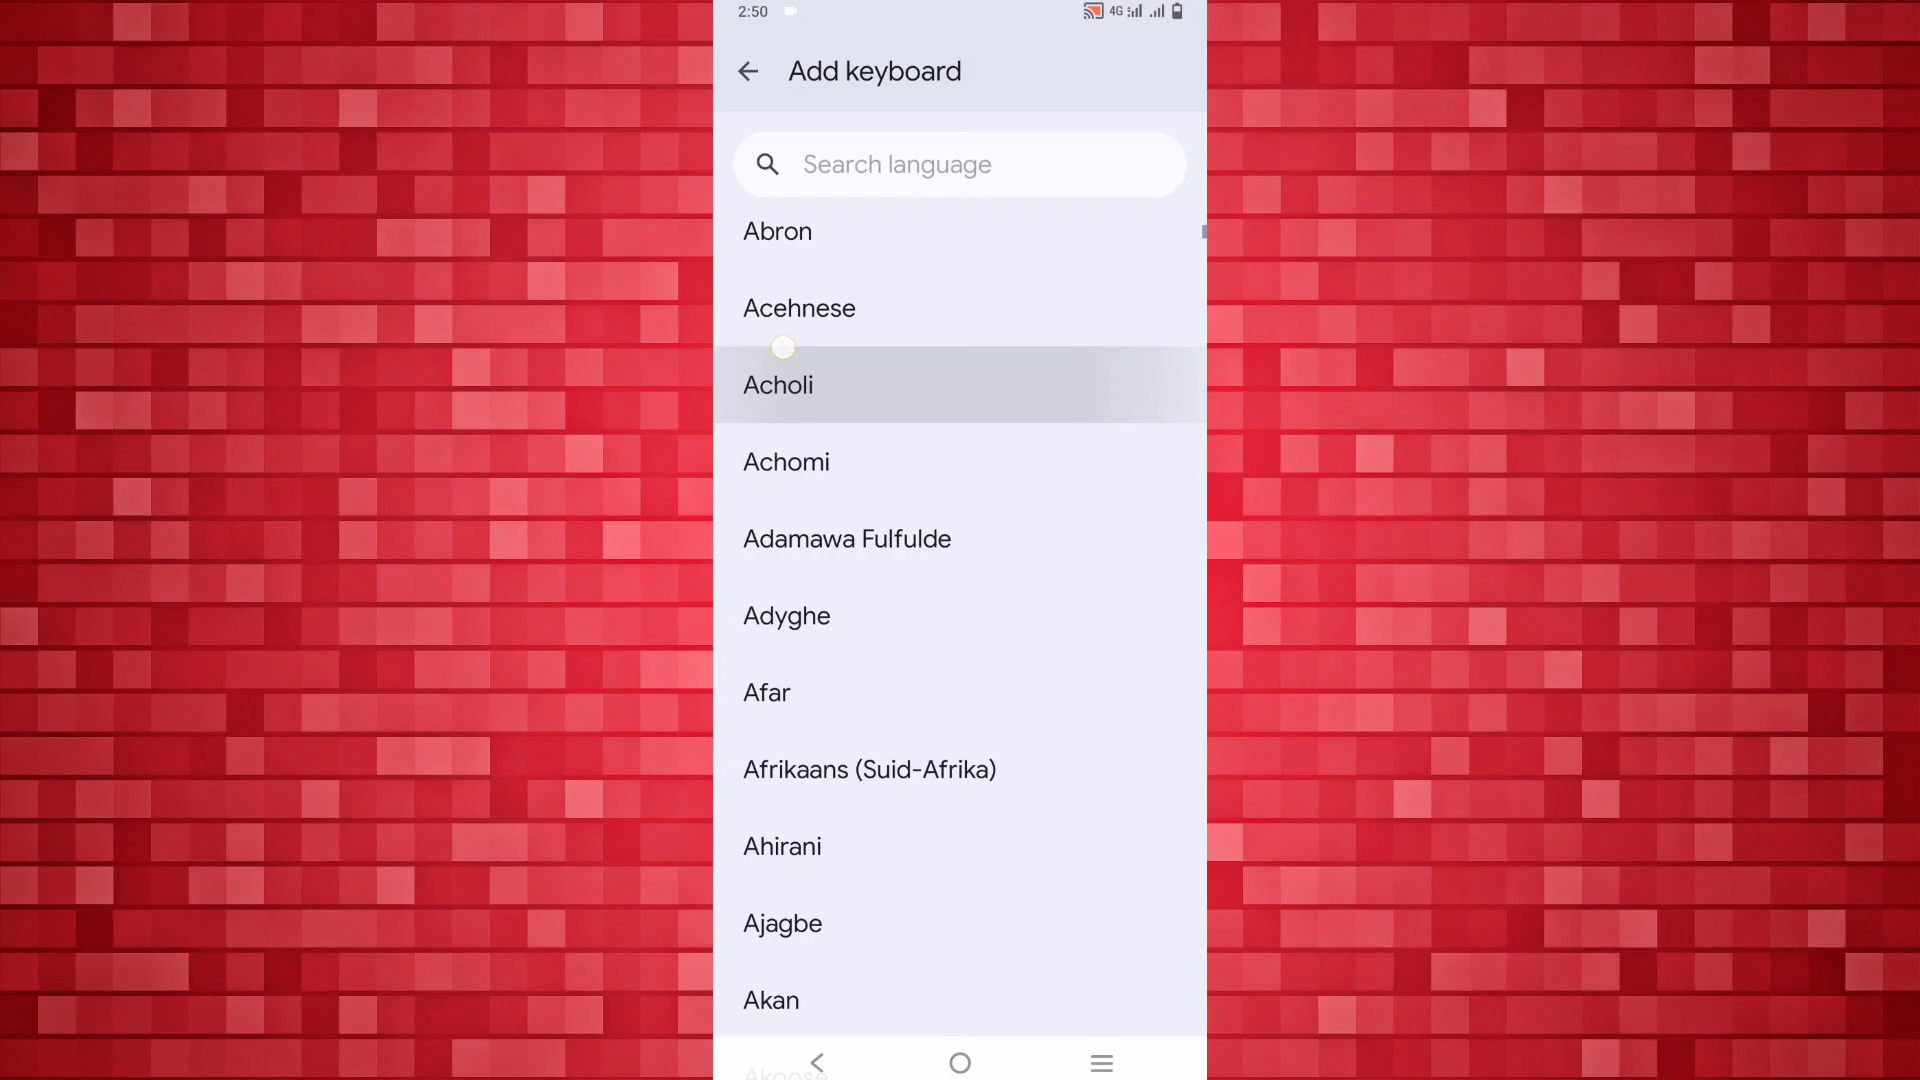 2:50
4G
Add keyboard
Search language
Abron
Acehnese
Acholi
Achomi
Adamawa Fulfulde
Adyghe
Afar
Afrikaans (Suid-Afrika)
Ahirani
Ajagbe
Akan
Akoose